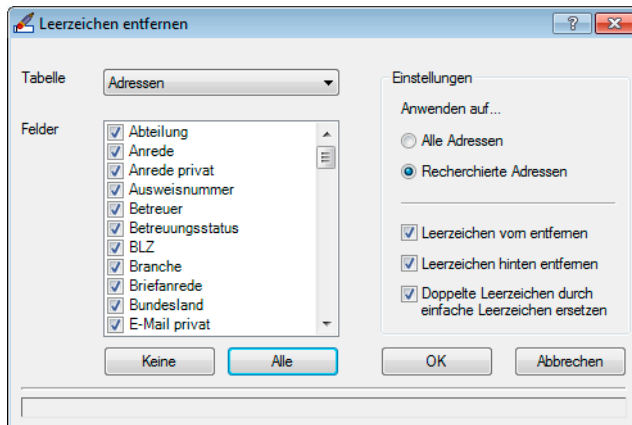 Leerzeichen entfernen
Tabelle
Adressen
Felder
Abteilung
Anrede
Anrede privat
Ausweisnummer
Betreuer
Betreuungsstatus
BLZ
Branche
Briefanrede
Bundesland
E-Mail privat
Keine
Alle
Einstellungen
Anwenden auf...
Alle Adressen
Recherchierte Adressen
Leerzeichen vorn entfernen
Leerzeichen hinten entfernen
Doppelte Leerzeichen durch
einfache Leerzeichen ersetzen
OK
Abbrechen